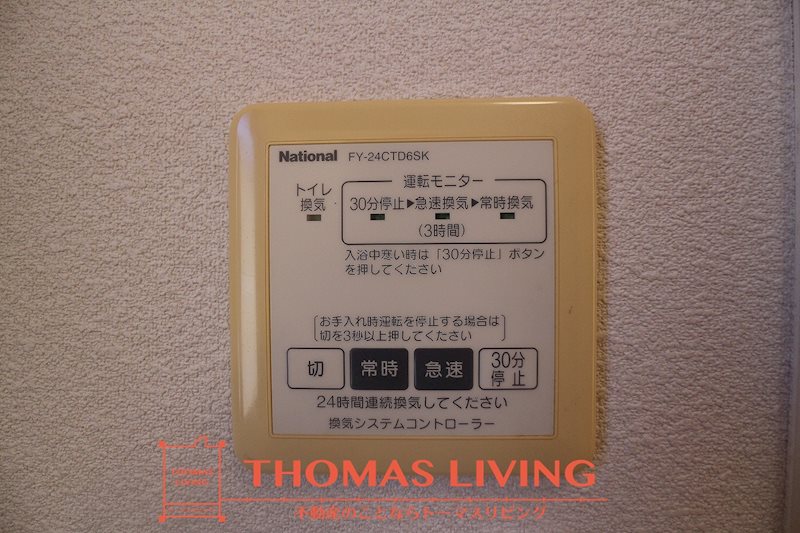 National FY-24CTD6SK
運転モニター
トイレ
換気
30分停止▶急速換気▶常時換気
(3時間)
入浴中寒い時は「30分停止」ボタン
を押してください
お手入れ時運転を停止する場合は
切を3秒以上押してください
切 常時 急速 30分
停止
24時間連続換気してください
換気システムコントローラー
THOMAS LIVING
THOMAS
LIVING
不動産のことならトーマスリビング